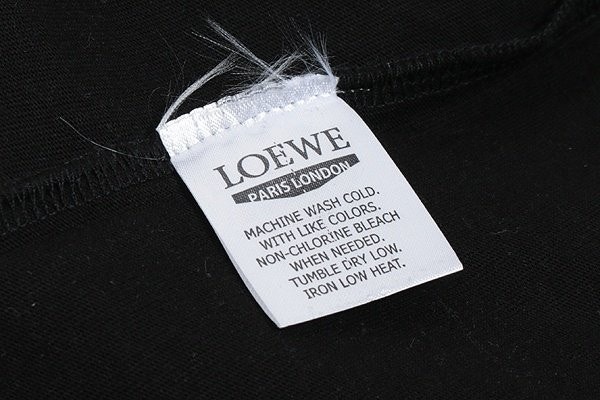 LOEWE
PARIS LONDON
MACHINE WASH COLD.
WITH LIKE COLORS.
NON-CHLORINE BLEACH
WHEN NEEDED.
TUMBLE DRY LOW.
IRON LOW HEAT.